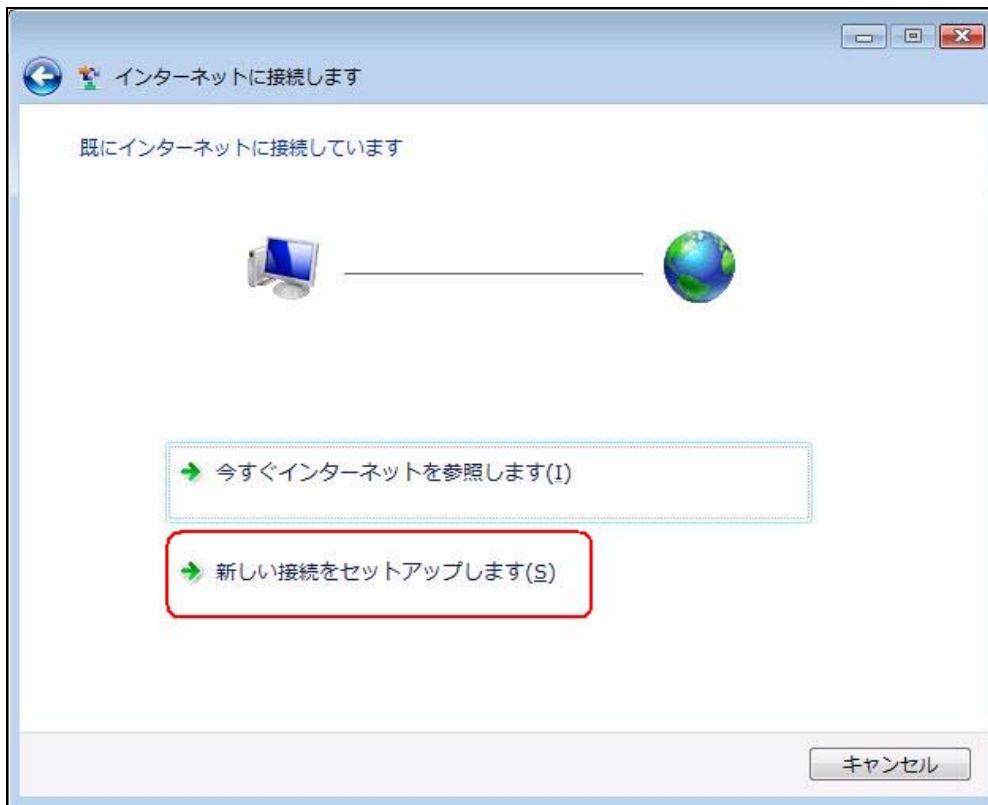 インターネットに接続します
既にインターネットに接続しています
今すぐインターネットを参照します(I)
新しい接続をセットアップします(S)
キャンセル